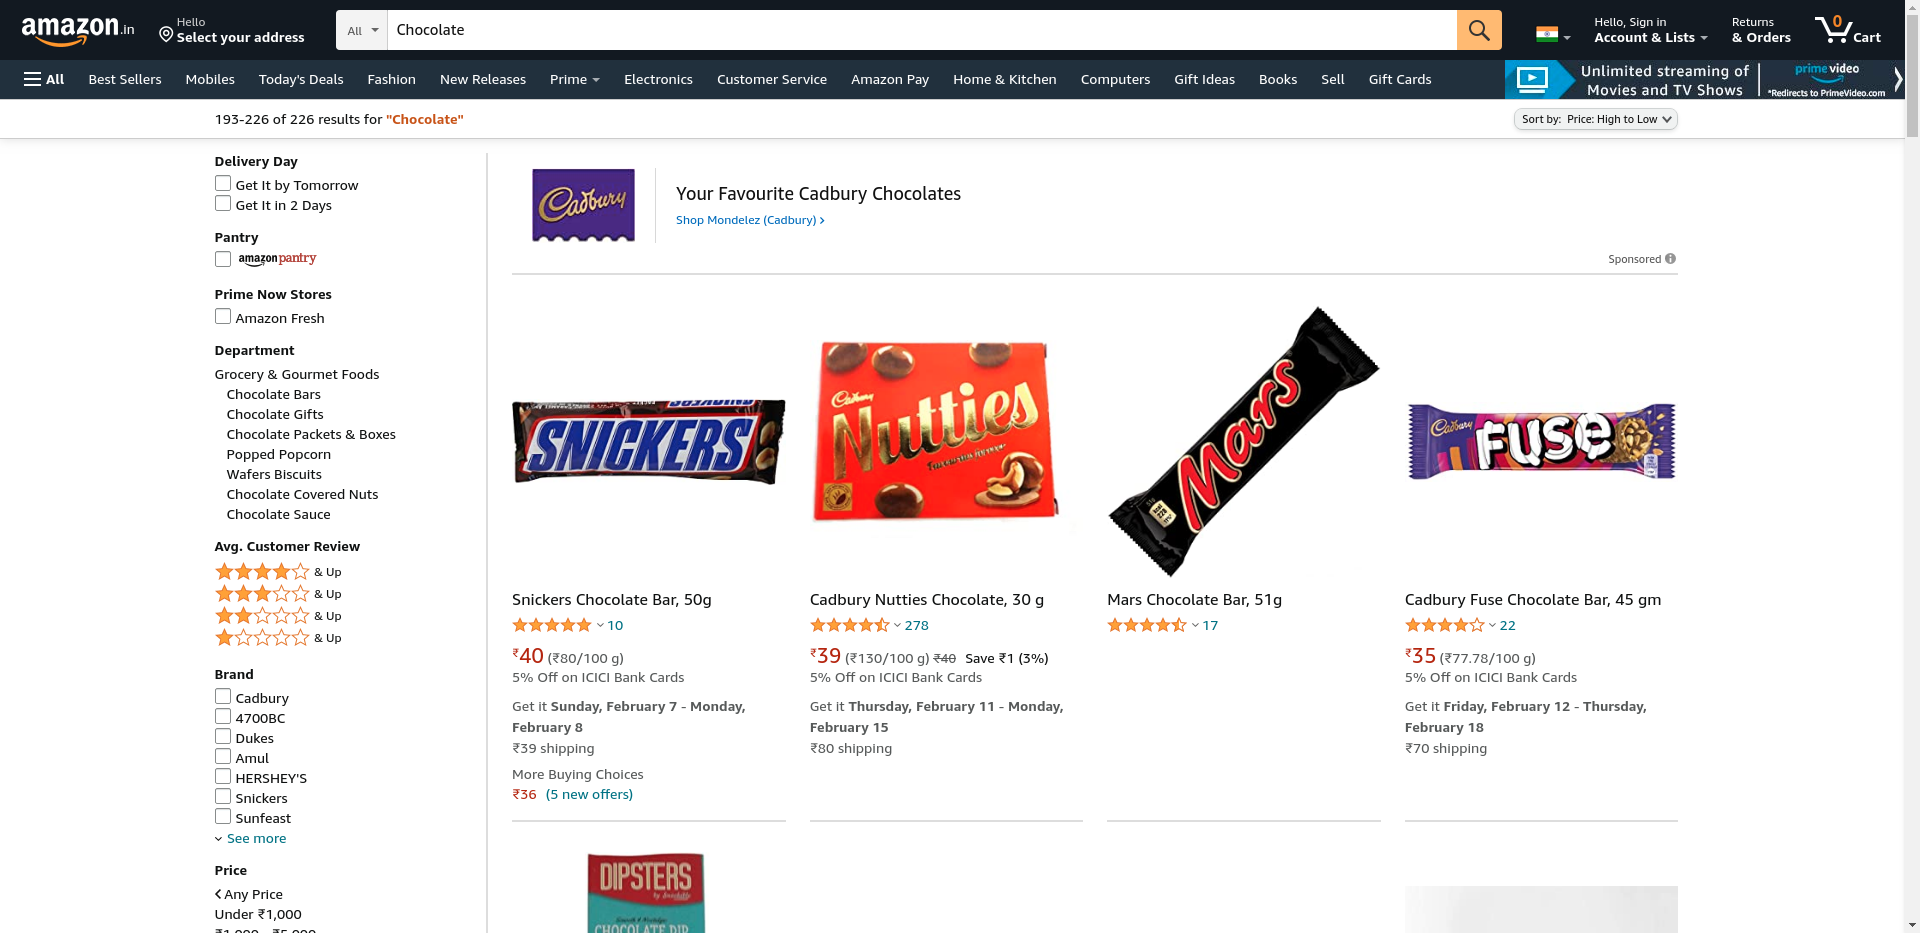 amazon.in
Hello
Select your address
All
Chocolate
Hello, Sign in
Account & Lists
Returns
& Orders
0
Cart
All
Best Sellers
Mobiles
Today's Deals
Fashion
New Releases
Prime
Electronics
Customer Service
Amazon Pay
Home & Kitchen
Computers
Gift Ideas
Books
Sell
Gift Cards
Unlimited streaming of
Movies and TV Shows
prime video
*Redirects to PrimeVideo.com
193-226 of 226 results for "Chocolate"
Sort by: Price: High to Low
Delivery Day
Get It by Tomorrow
Get It in 2 Days
Pantry
amazon pantry
Prime Now Stores
Amazon Fresh
Department
Grocery & Gourmet Foods
Chocolate Bars
Chocolate Gifts
Chocolate Packets & Boxes
Popped Popcorn
Wafers Biscuits
Chocolate Covered Nuts
Chocolate Sauce
Avg. Customer Review
& Up
& Up
& Up
& Up
Brand
Cadbury
4700BC
Dukes
Amul
HERSHEY'S
Snickers
Sunfeast
See more
Price
Any Price
Under ₹1,000
₹1,000 - ₹5,000
Cadbury
Your Favourite Cadbury Chocolates
Shop Mondelez (Cadbury)
Sponsored
SNICKERS
Snickers Chocolate Bar, 50g
10
₹40 (₹80/100 g)
5% Off on ICICI Bank Cards
Get it Sunday, February 7 - Monday,
February 8
₹39 shipping
More Buying Choices
₹36 (5 new offers)
Cadbury
Nutties
Cadbury Nutties Chocolate, 30 g
278
₹39 (₹130/100 g) ₹40 Save ₹1 (3%)
5% Off on ICICI Bank Cards
Get it Thursday, February 11 - Monday,
February 15
₹80 shipping
Mars
Mars Chocolate Bar, 51g
17
Cadbury
FUSE
Cadbury Fuse Chocolate Bar, 45 gm
22
₹35 (₹77.78/100 g)
5% Off on ICICI Bank Cards
Get it Friday, February 12 - Thursday,
February 18
₹70 shipping
DIPSTERS
CHOCOLATE DIP